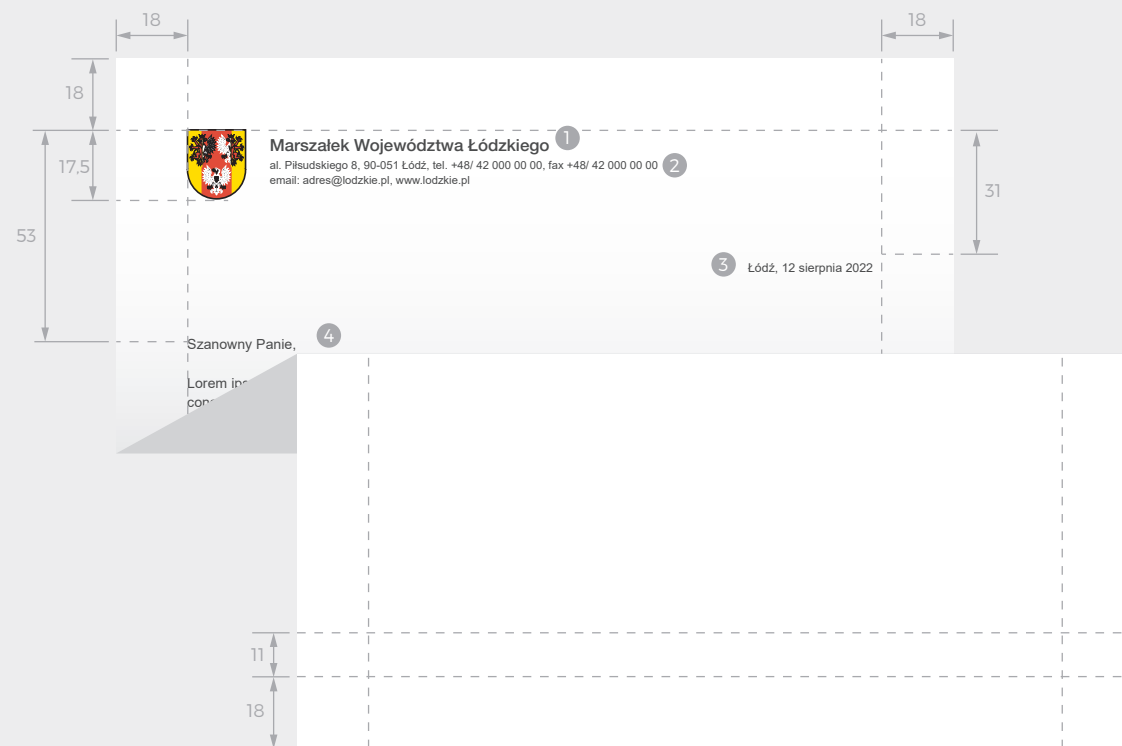 18
18
18
17,5
53
31
Marszałek Województwa Łódzkiego 1
al. Piłsudskiego 8, 90-051 Łódź, tel. +48/ 42 000 00 00, fax +48/ 42 000 00 00 2
email: adres@lodzkie.pl, www.lodzkie.pl
3 Łódź, 12 sierpnia 2022
Szanowny Panie, 4
Lorem
11
18